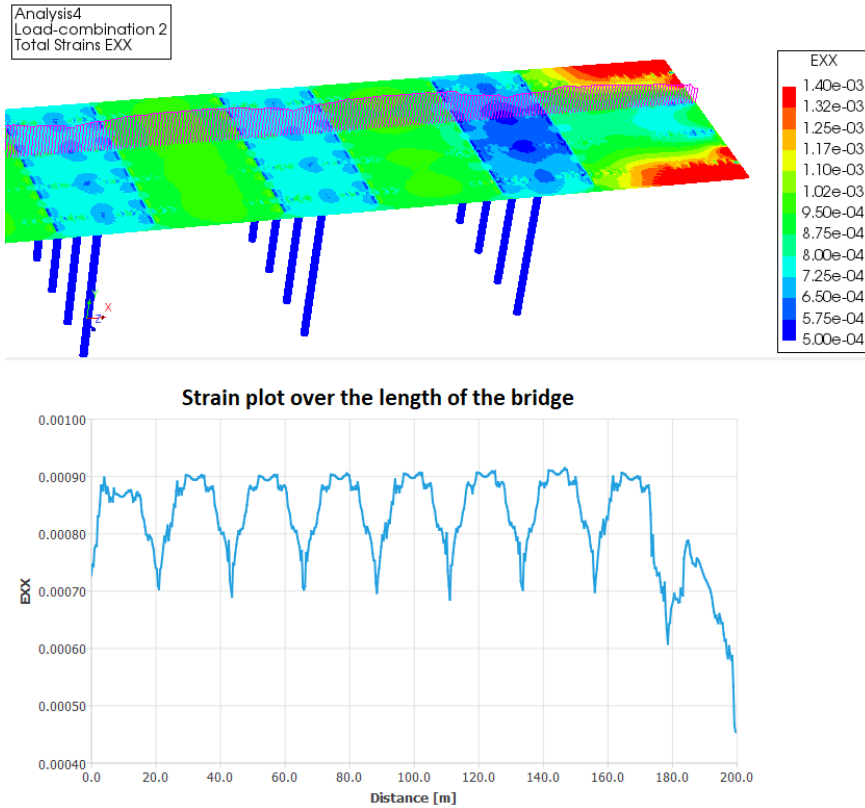 Analysis4
Load-combination 2
Total Strains EXX
EXX
1.40e-03
1.32e-03
1.25e-03
1.17e-03
1.10e-03
1.02e-03
9.50e-04
8.75e-04
8.00e-04
7.25e-04
6.50e-04
5.75e-04
5.00e-04
Y
X
Z
Strain plot over the length of the bridge
0.00100
0.00090
0.00080
0.00070
0.00060
0.00050
0.00040
EXX
0.0 20.0 40.0 60.0 80.0 100.0 120.0 140.0 160.0 180.0 200.0
Distance [m]